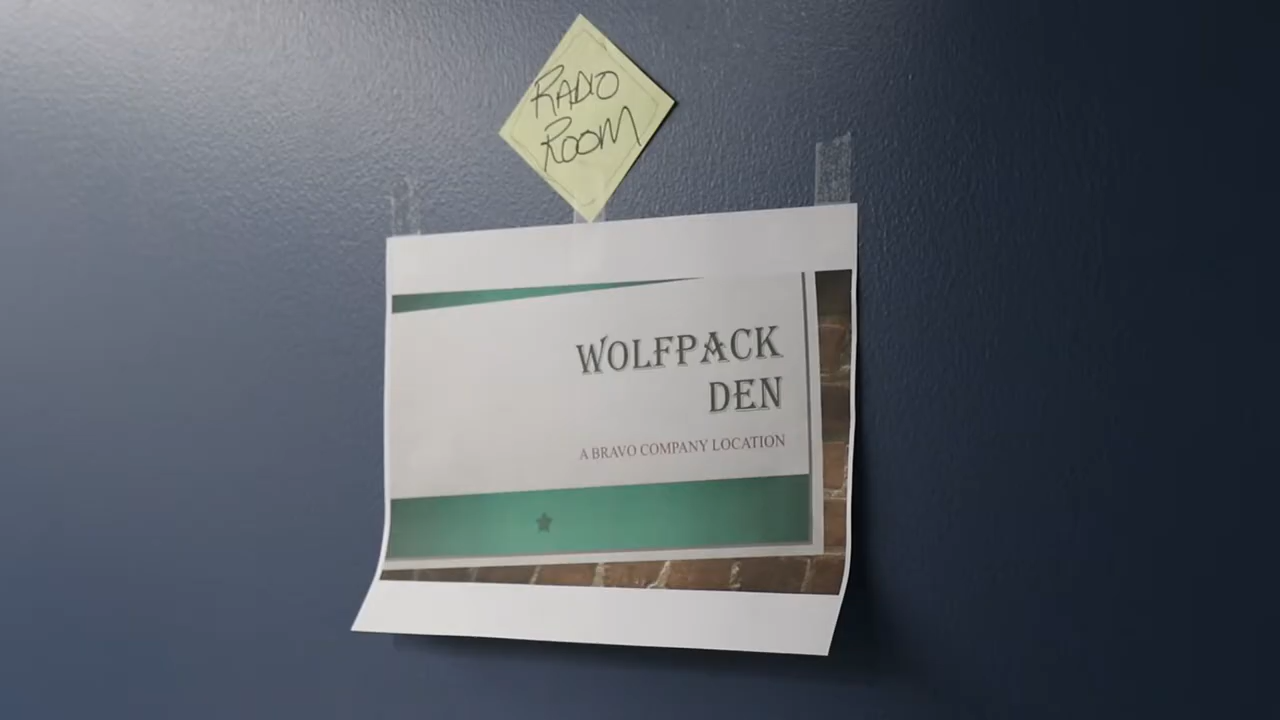 RADIO
ROOM
WOLFPACK
DEN
A BRAVO COMPANY LOCATION